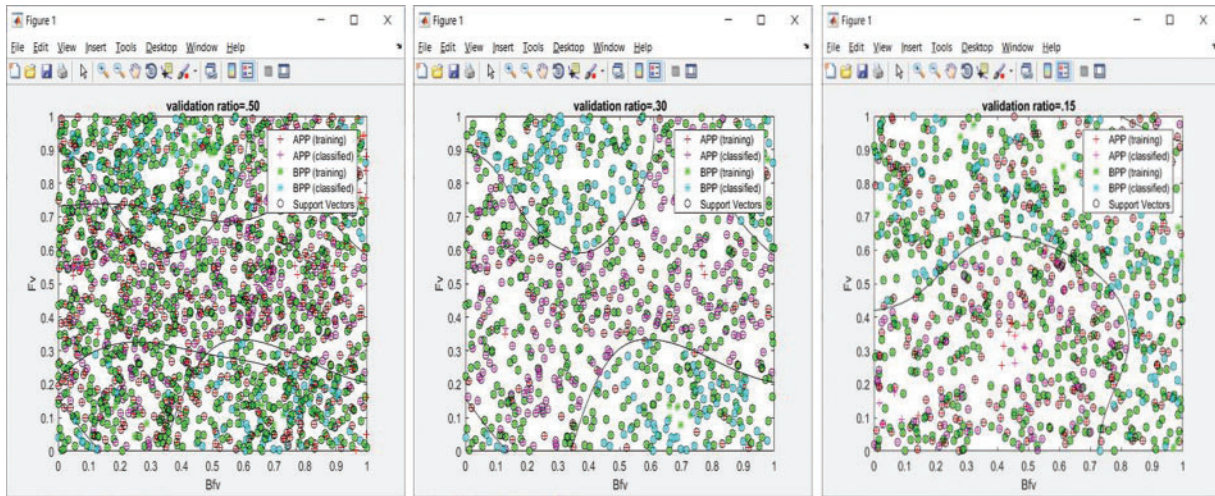 Figure 1
File Edit View Insert Tools Desktop Window Help
validation ratio=.50
APP (training)
APP (classified)
BPP (training)
BPP (classified)
Support Vectors
1
0.9
0.8
0.7
0.6
0.5
0.4
0.3
0.2
0.1
0
Fv
0 0.1 0.2 0.3 0.4 0.5 0.6 0.7 0.8 0.9 1
Bfv
Figure 1
File Edit View Insert Tools Desktop Window Help
validation ratio=.30
APP (training)
APP (classified)
BPP (training)
BPP (classified)
Support Vectors
1
0.9
0.8
0.7
0.6
0.5
0.4
0.3
0.2
0.1
0
Fv
0 0.1 0.2 0.3 0.4 0.5 0.6 0.7 0.8 0.9 1
Bfv
Figure 1
File Edit View Insert Tools Desktop Window Help
validation ratio=.15
APP (training)
APP (classified)
BPP (training)
BPP (classified)
Support Vectors
1
0.9
0.8
0.7
0.6
0.5
0.4
0.3
0.2
0.1
0
Fv
0 0.1 0.2 0.3 0.4 0.5 0.6 0.7 0.8 0.9 1
Bfv